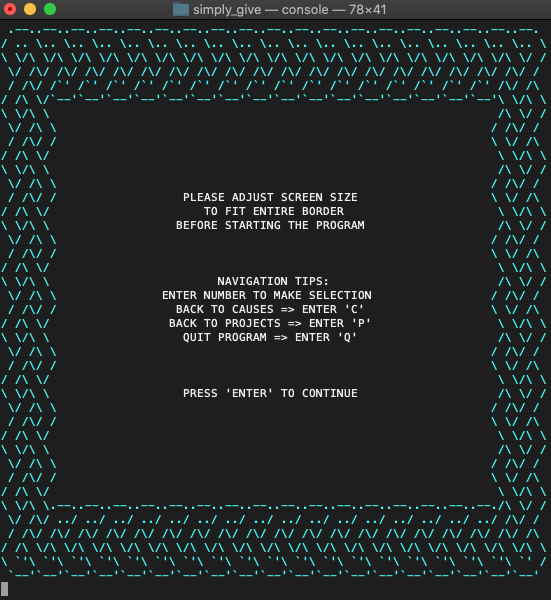 simply_give — console — 78×41
PLEASE ADJUST SCREEN SIZE
TO FIT ENTIRE BORDER
BEFORE STARTING THE PROGRAM
NAVIGATION TIPS:
ENTER NUMBER TO MAKE SELECTION
BACK TO CAUSES => ENTER 'C'
BACK TO PROJECTS => ENTER 'P'
QUIT PROGRAM => ENTER 'Q'
PRESS 'ENTER' TO CONTINUE